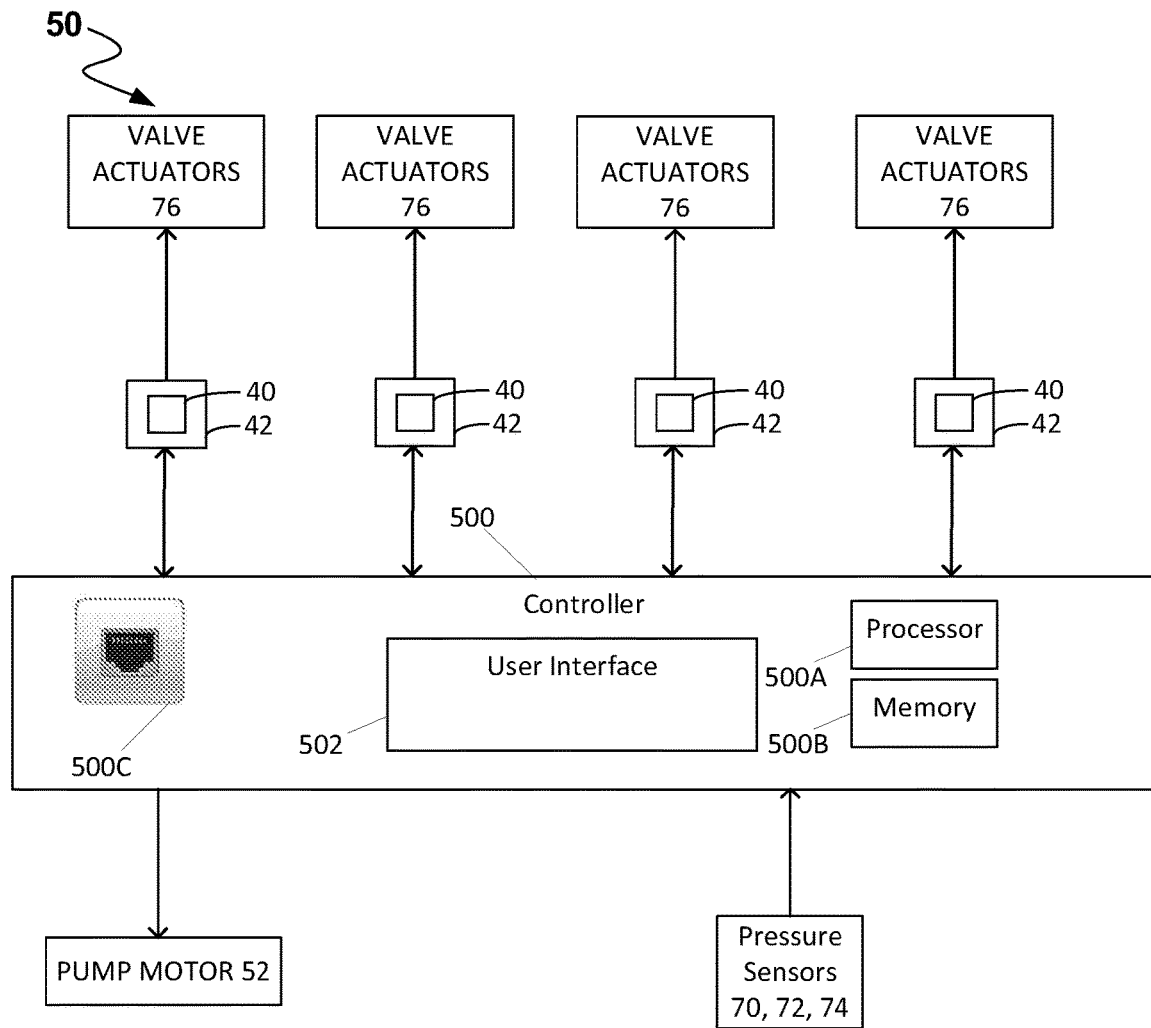 50
VALVE
ACTUATORS
76
VALVE
ACTUATORS
76
VALVE
ACTUATORS
76
VALVE
ACTUATORS
76
40
42
40
42
40
42
40
42
500
Controller
Processor
User Interface
500A
Memory
502
500B
500C
PUMP MOTOR 52
Pressure
Sensors
70, 72, 74